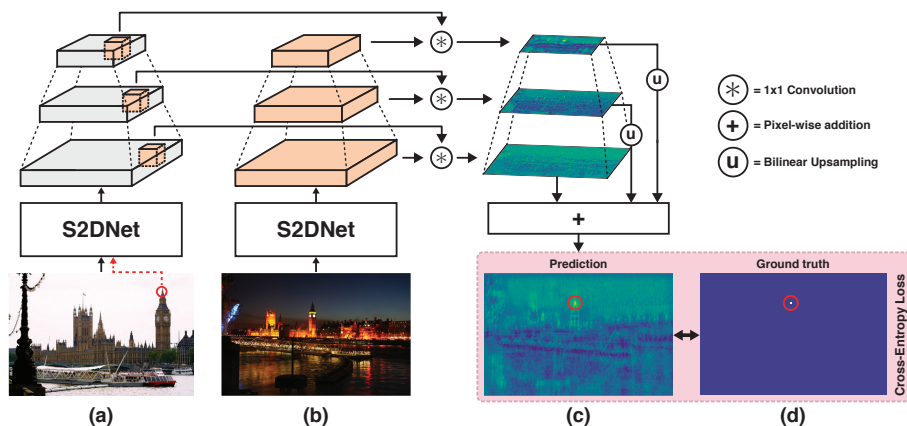 u
= 1x1 Convolution
u
+ = Pixel-wise addition
u = Bilinear Upsampling
S2DNet
S2DNet
+
Prediction
Ground truth
Cross-Entropy Loss
(a)
(b)
(c)
(d)